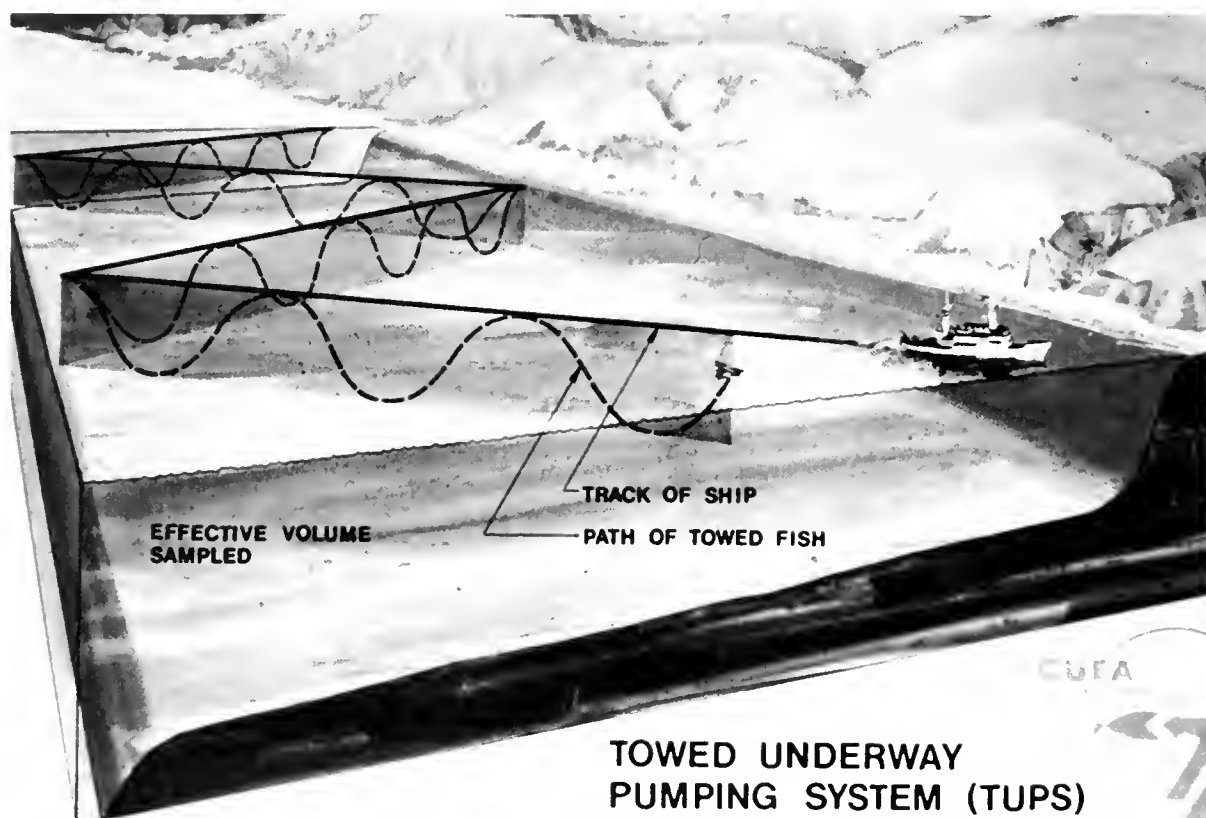 TRACK OF SHIP
PATH OF TOWED FISH
EFFECTIVE VOLUME
SAMPLED
TOWED UNDERWAY
PUMPING SYSTEM (TUPS)